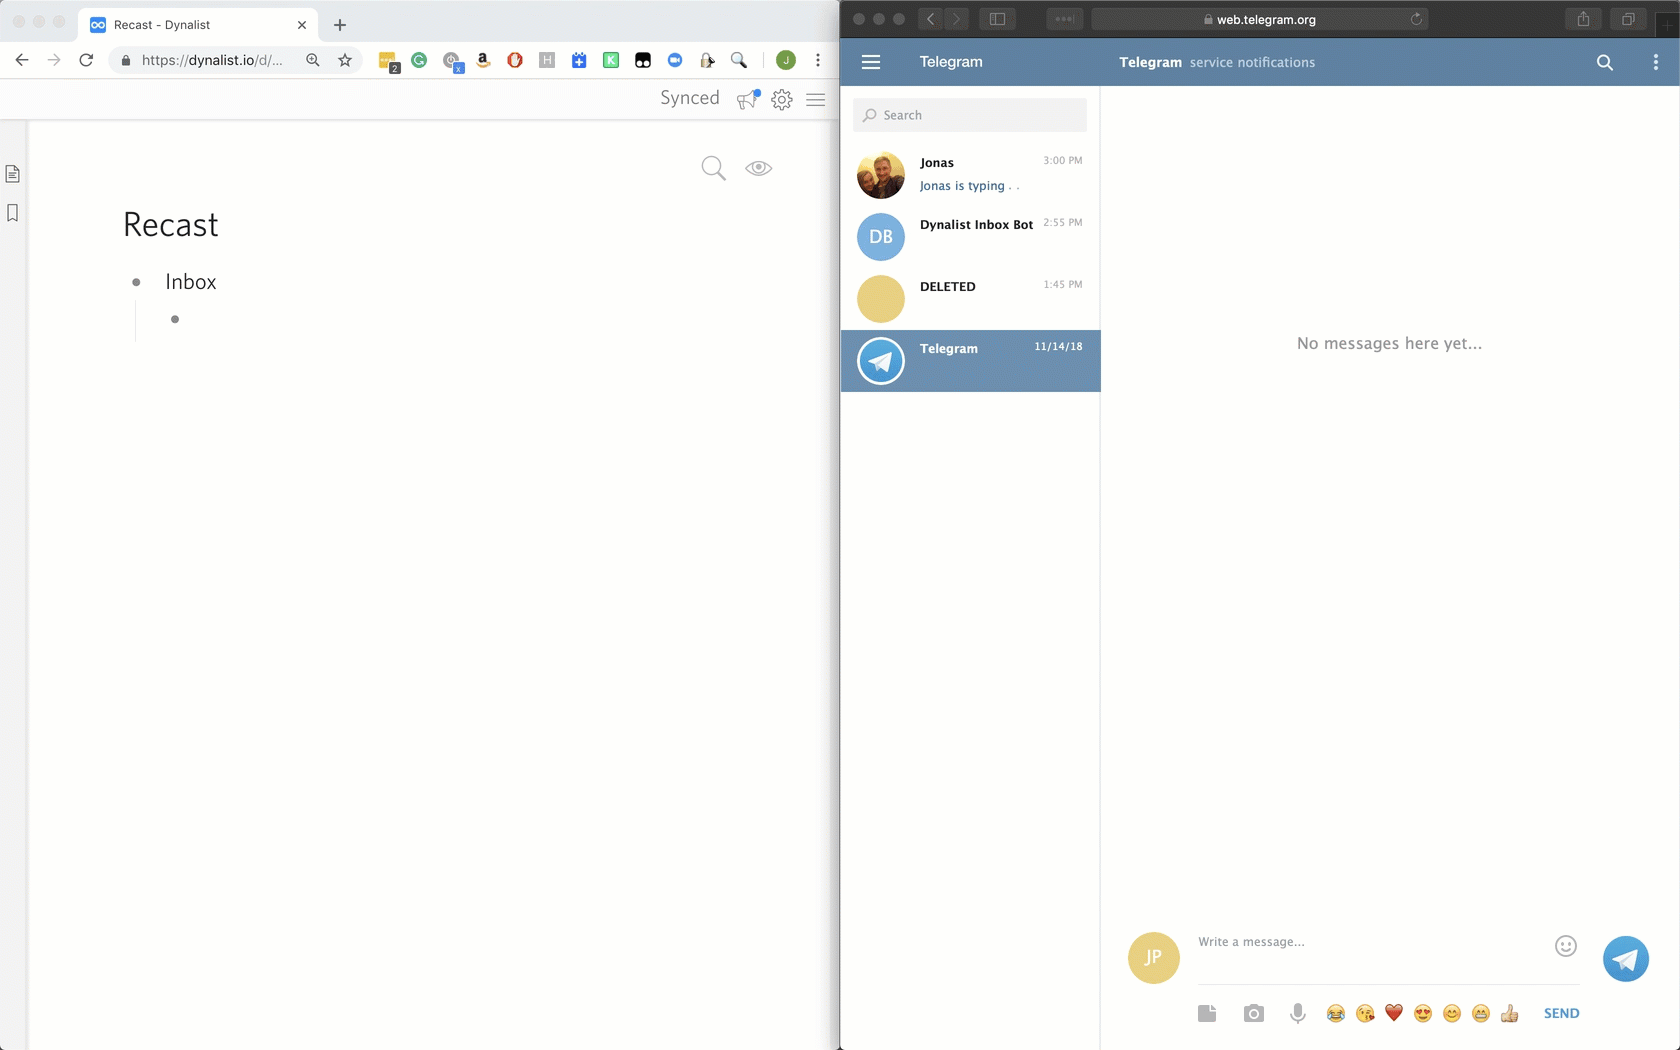 Recast - Dynalist
https://dynalist.io/d/...
2
x
a
H
K
J
Synced
Recast
Inbox
web.telegram.org
Telegram
Telegram service notifications
Search
Jonas 3:00 PM
Jonas is typing . .
DB
Dynalist Inbox Bot 2:55 PM
DELETED 1:45 PM
Telegram 11/14/18
No messages here yet...
JP
Write a message...
SEND